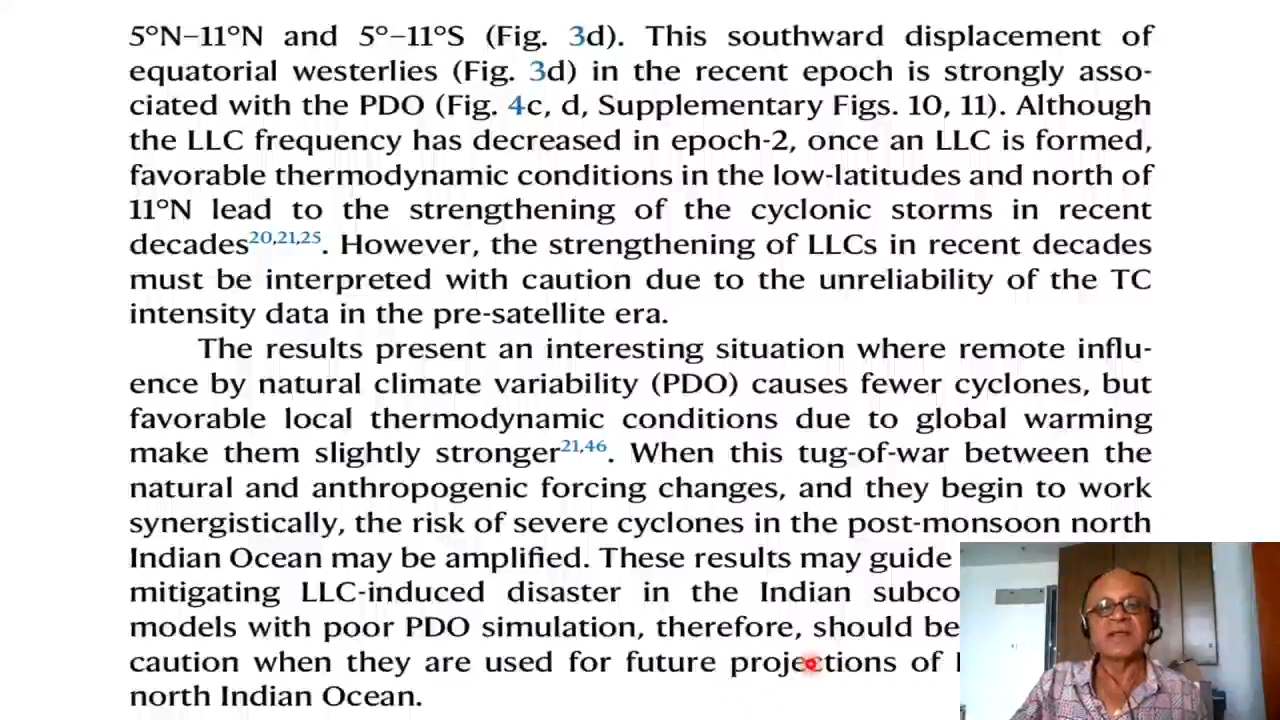 5°N–11°N and 5°–11°S (Fig. 3d). This southward displacement of
equatorial westerlies (Fig. 3d) in the recent epoch is strongly asso-
ciated with the PDO (Fig. 4c, d, Supplementary Figs. 10, 11). Although
the LLC frequency has decreased in epoch-2, once an LLC is formed,
favorable thermodynamic conditions in the low-latitudes and north of
11°N lead to the strengthening of the cyclonic storms in recent
decades20,21,25. However, the strengthening of LLCs in recent decades
must be interpreted with caution due to the unreliability of the TC
intensity data in the pre-satellite era.
The results present an interesting situation where remote influ-
ence by natural climate variability (PDO) causes fewer cyclones, but
favorable local thermodynamic conditions due to global warming
make them slightly stronger21,46. When this tug-of-war between the
natural and anthropogenic forcing changes, and they begin to work
synergistically, the risk of severe cyclones in the post-monsoon north
Indian Ocean may be amplified. These results may guide
mitigating LLC-induced disaster in the Indian subco
models with poor PDO simulation, therefore, should be
caution when they are used for future projections of
north Indian Ocean.